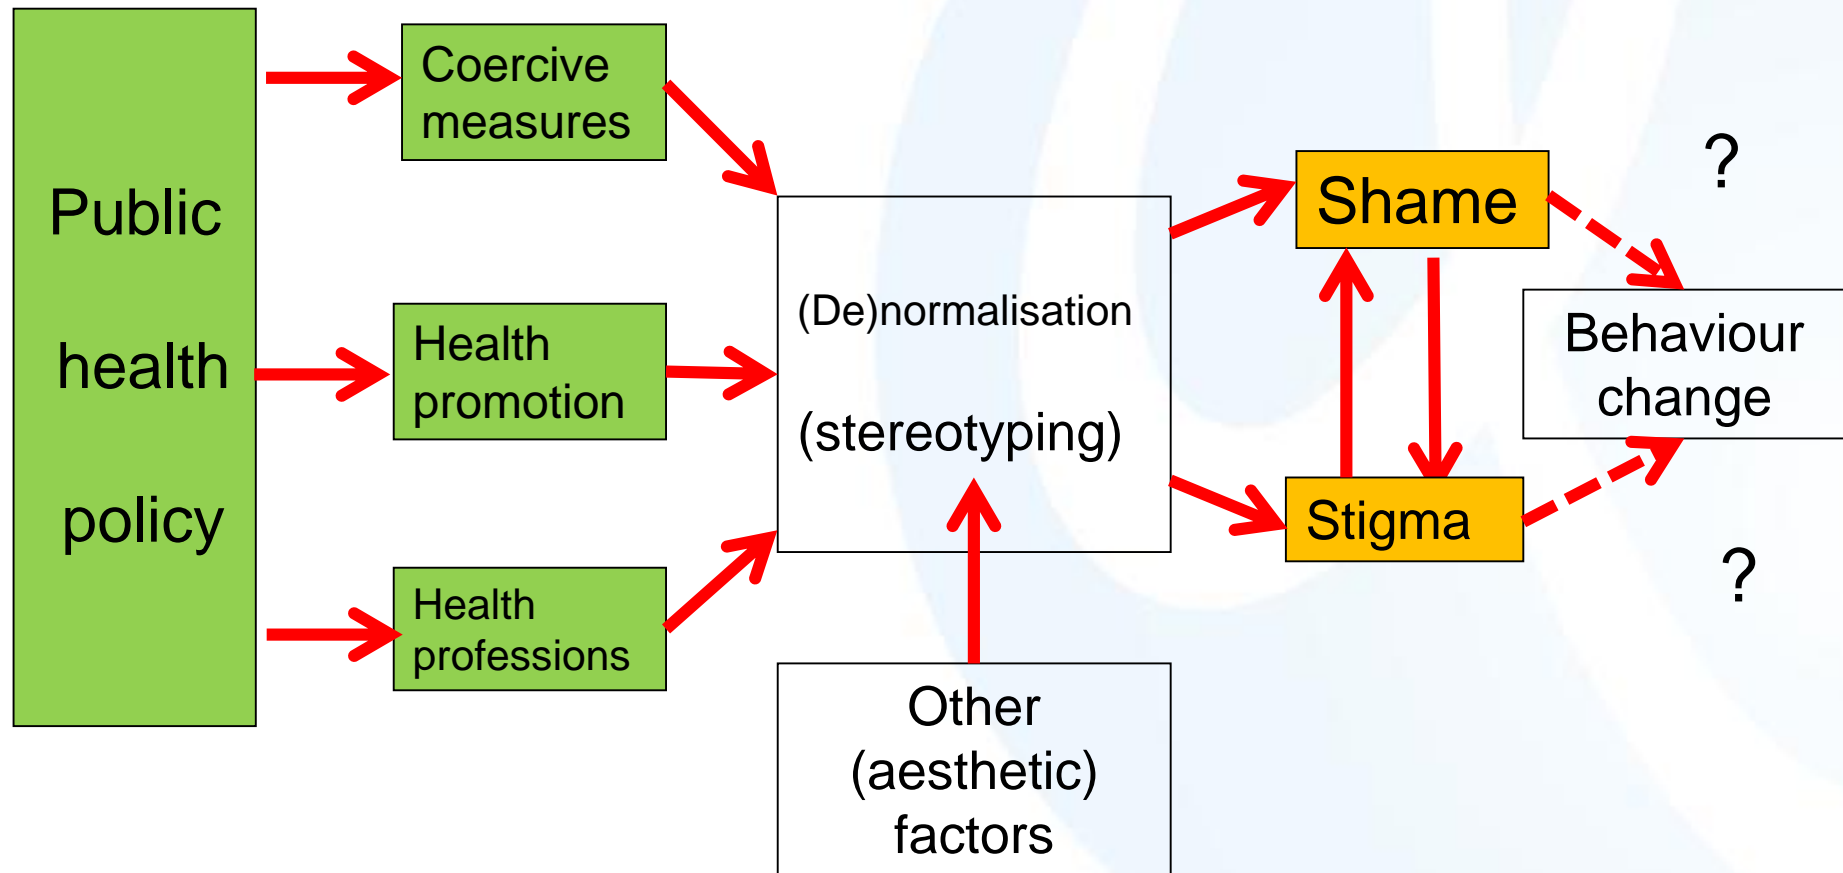 Public
health
policy
Coercive
measures
Health
promotion
Health
professions
(De)normalisation
(stereotyping)
Other
(aesthetic)
factors
Shame
Stigma
?
Behaviour
change
?